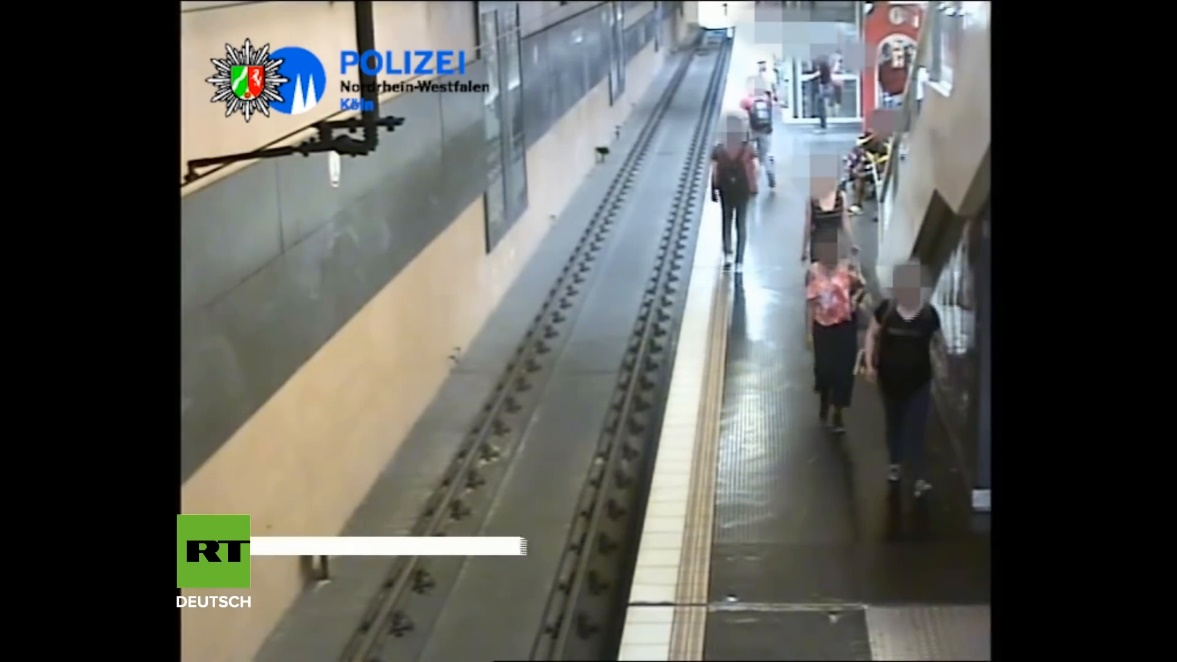 POLIZEI
Nordrhein-Westfalen
Köln
RT
DEUTSCH